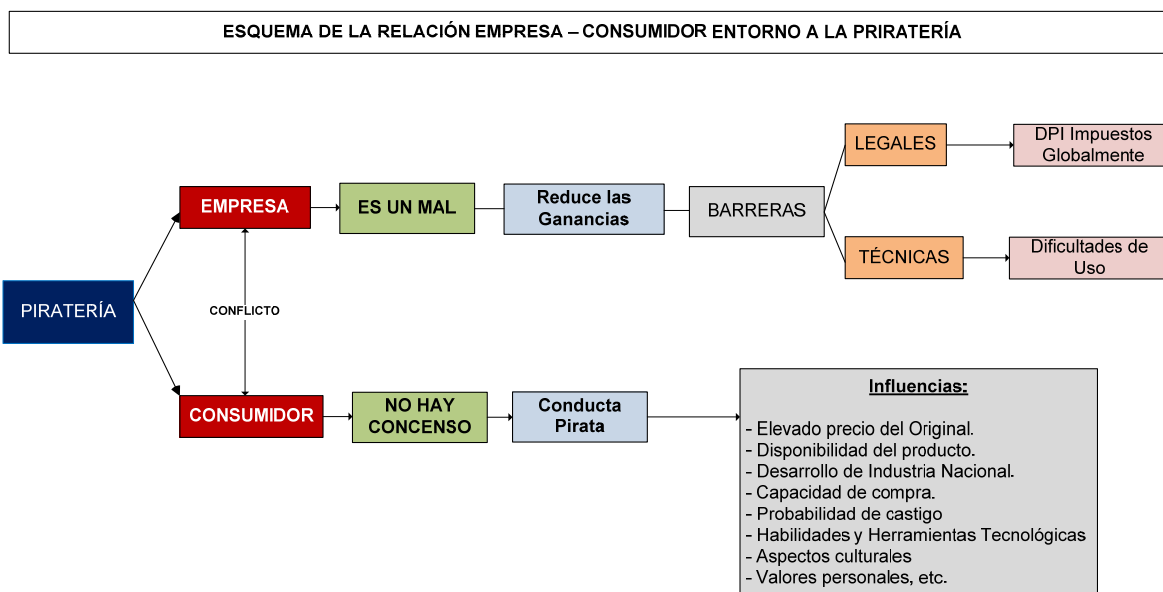 ESQUEMA DE LA RELACIÓN EMPRESA – CONSUMIDOR ENTORNO A LA PRIRATERÍA
LEGALES
DPI Impuestos
Globalmente
EMPRESA
ES UN MAL
Reduce las
Ganancias
BARRERAS
TÉCNICAS
Dificultades de
Uso
PIRATERÍA
CONFLICTO
CONSUMIDOR
NO HAY
CONCENSO
Conducta
Pirata
Influencias:
- Elevado precio del Original.
- Disponibilidad del producto.
- Desarrollo de Industria Nacional.
- Capacidad de compra.
- Probabilidad de castigo
- Habilidades y Herramientas Tecnológicas
- Aspectos culturales
- Valores personales, etc.